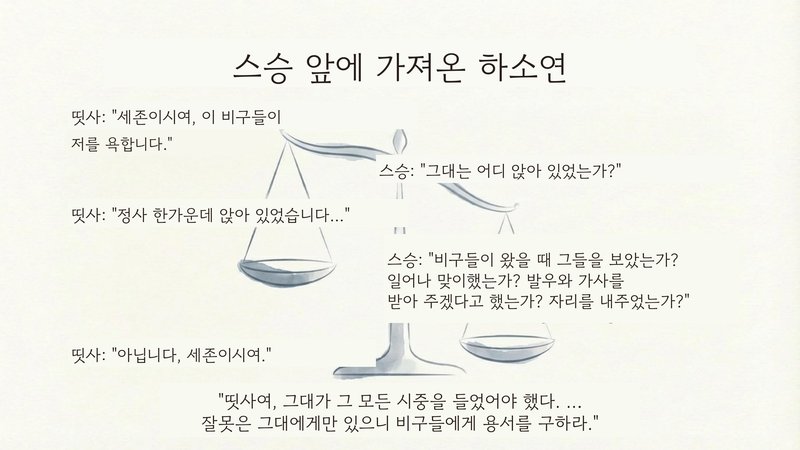 스승 앞에 가져온 하소연
띳사: "세존이시여, 이 비구들이
저를 욕합니다."
스승: "그대는 어디 앉아 있었는가?"
띳사: "정사 한가운데 앉아 있었습니다..."
스승: "비구들이 왔을 때 그들을 보았는가?
일어나 맞이했는가? 발우와 가사를
받아 주겠다고 했는가? 자리를 내주었는가?"
띳사: "아닙니다, 세존이시여."
"띳사여, 그대가 그 모든 시중을 들었어야 했다. ...
잘못은 그대에게만 있으니 비구들에게 용서를 구하라."